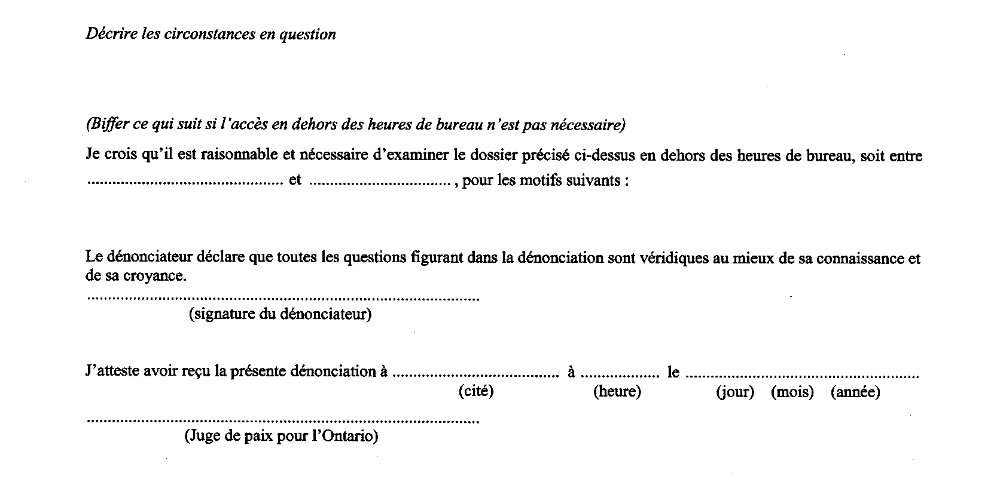 Décrire les circonstances en question
(Biffer ce qui suit si l'accès en dehors des heures de bureau n'est pas nécessaire)
Je crois qu'il est raisonnable et nécessaire d'examiner le dossier précisé ci-dessus en dehors des heures de bureau, soit entre
............................................... et .................................. , pour les motifs suivants :
Le dénonciateur déclare que toutes les questions figurant dans la dénonciation sont véridiques au mieux de sa connaissance et
de sa croyance.
..............................................................................................
(signature du dénonciateur)
J'atteste avoir reçu la présente dénonciation à ........................................ à ................... le ........................................................
(cité) (heure) (jour) (mois) (année)
..............................................................................................
(Juge de paix pour l'Ontario)